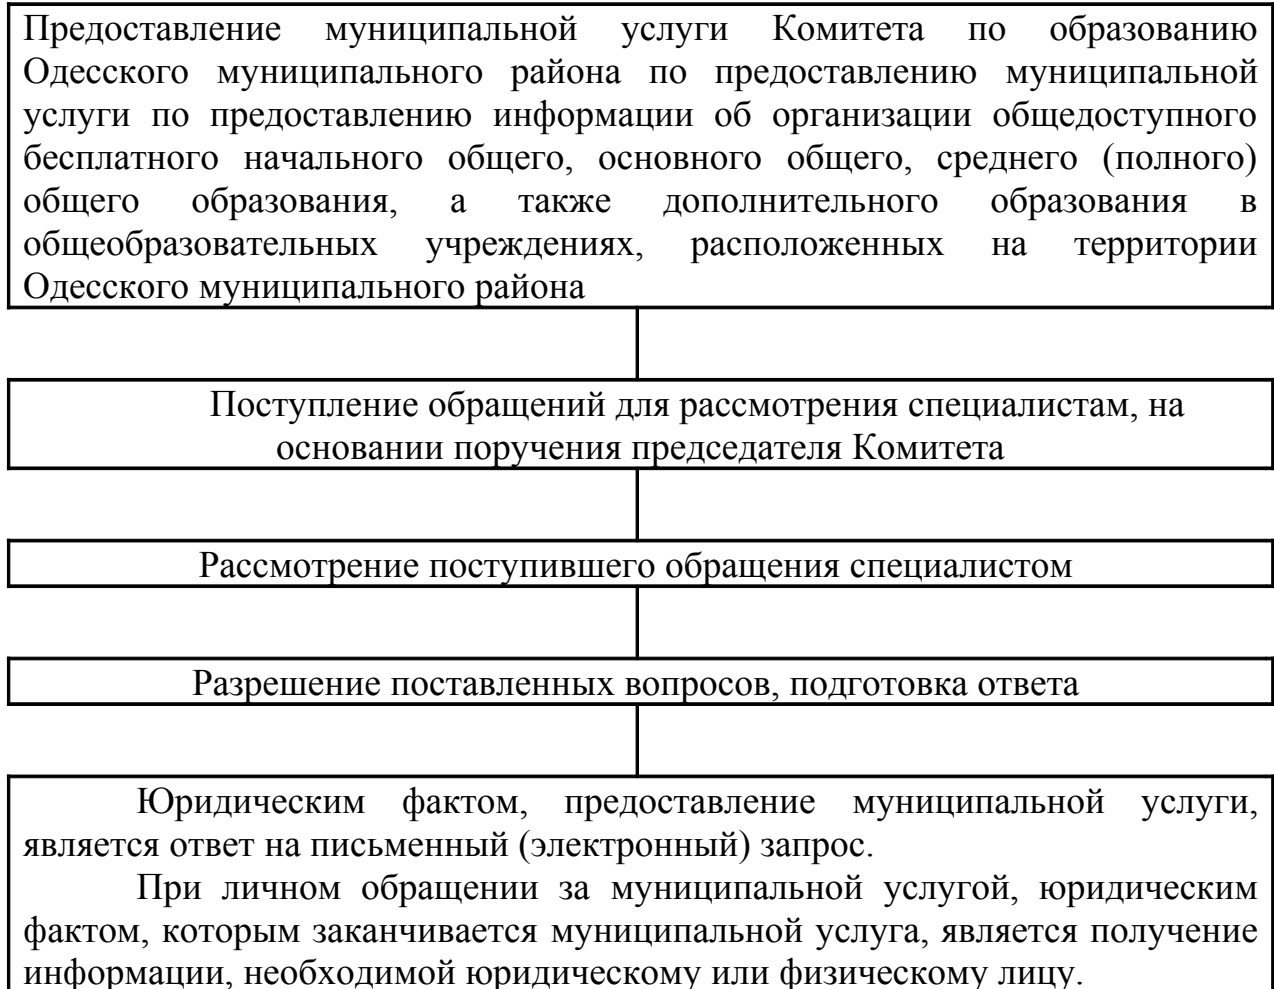 Предоставление муниципальной услуги Комитета по образованию
Одесского муниципального района по предоставлению муниципальной
услуги по предоставлению информации об организации общедоступного
бесплатного начального общего, основного общего, среднего (полного)
общего образования, а также дополнительного образования в
общеобразовательных учреждениях, расположенных на территории
Одесского муниципального района
Поступление обращений для рассмотрения специалистам, на
основании поручения председателя Комитета
Рассмотрение поступившего обращения специалистом
Разрешение поставленных вопросов, подготовка ответа
Юридическим фактом, предоставление муниципальной услуги,
является ответ на письменный (электронный) запрос.
При личном обращении за муниципальной услугой, юридическим
фактом, которым заканчивается муниципальная услуга, является получение
информации, необходимой юридическому или физическому лицу.